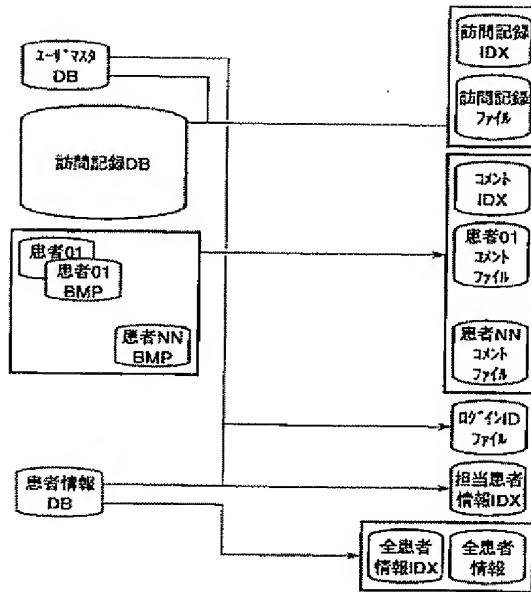 ユーザマスタ
DB
訪問記録DB
患者01
患者01
BMP
患者NN
BMP
患者情報
DB
訪問記録
IDX
訪問記録
ファイル
コメント
IDX
患者01
コメント
ファイル
患者NN
コメント
ファイル
ログインID
ファイル
担当患者
情報IDX
全患者
情報IDX
全患者
情報